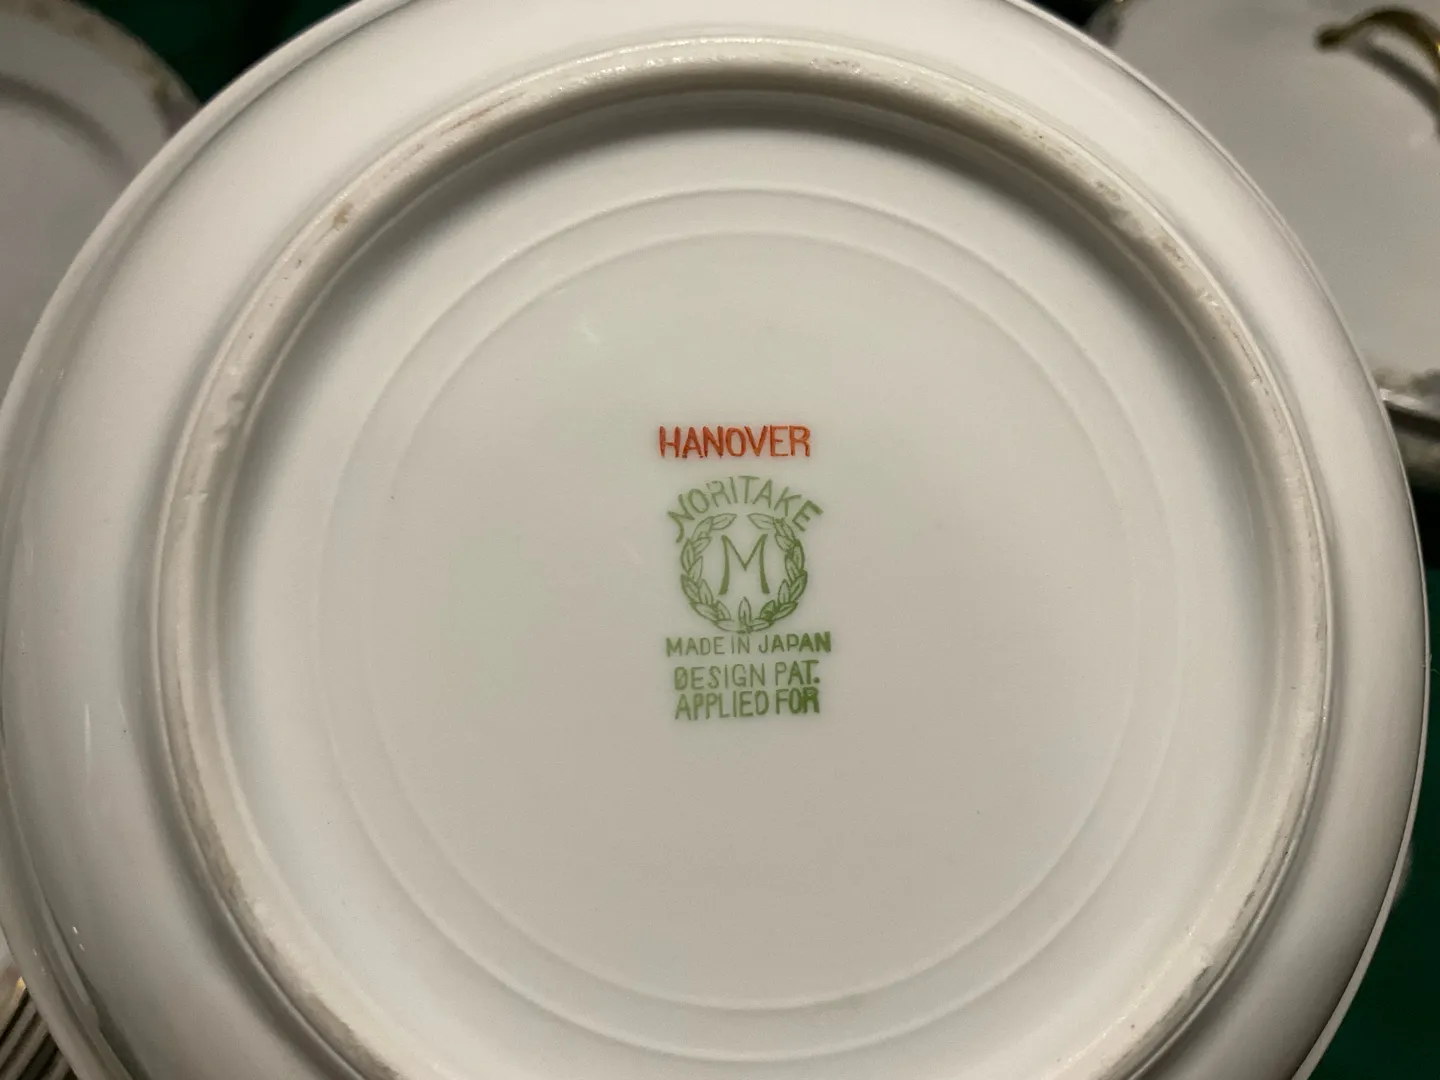 HANOVER
NORITAKE
M
MADE IN JAPAN
DESIGN PAT.
APPLIED FOR